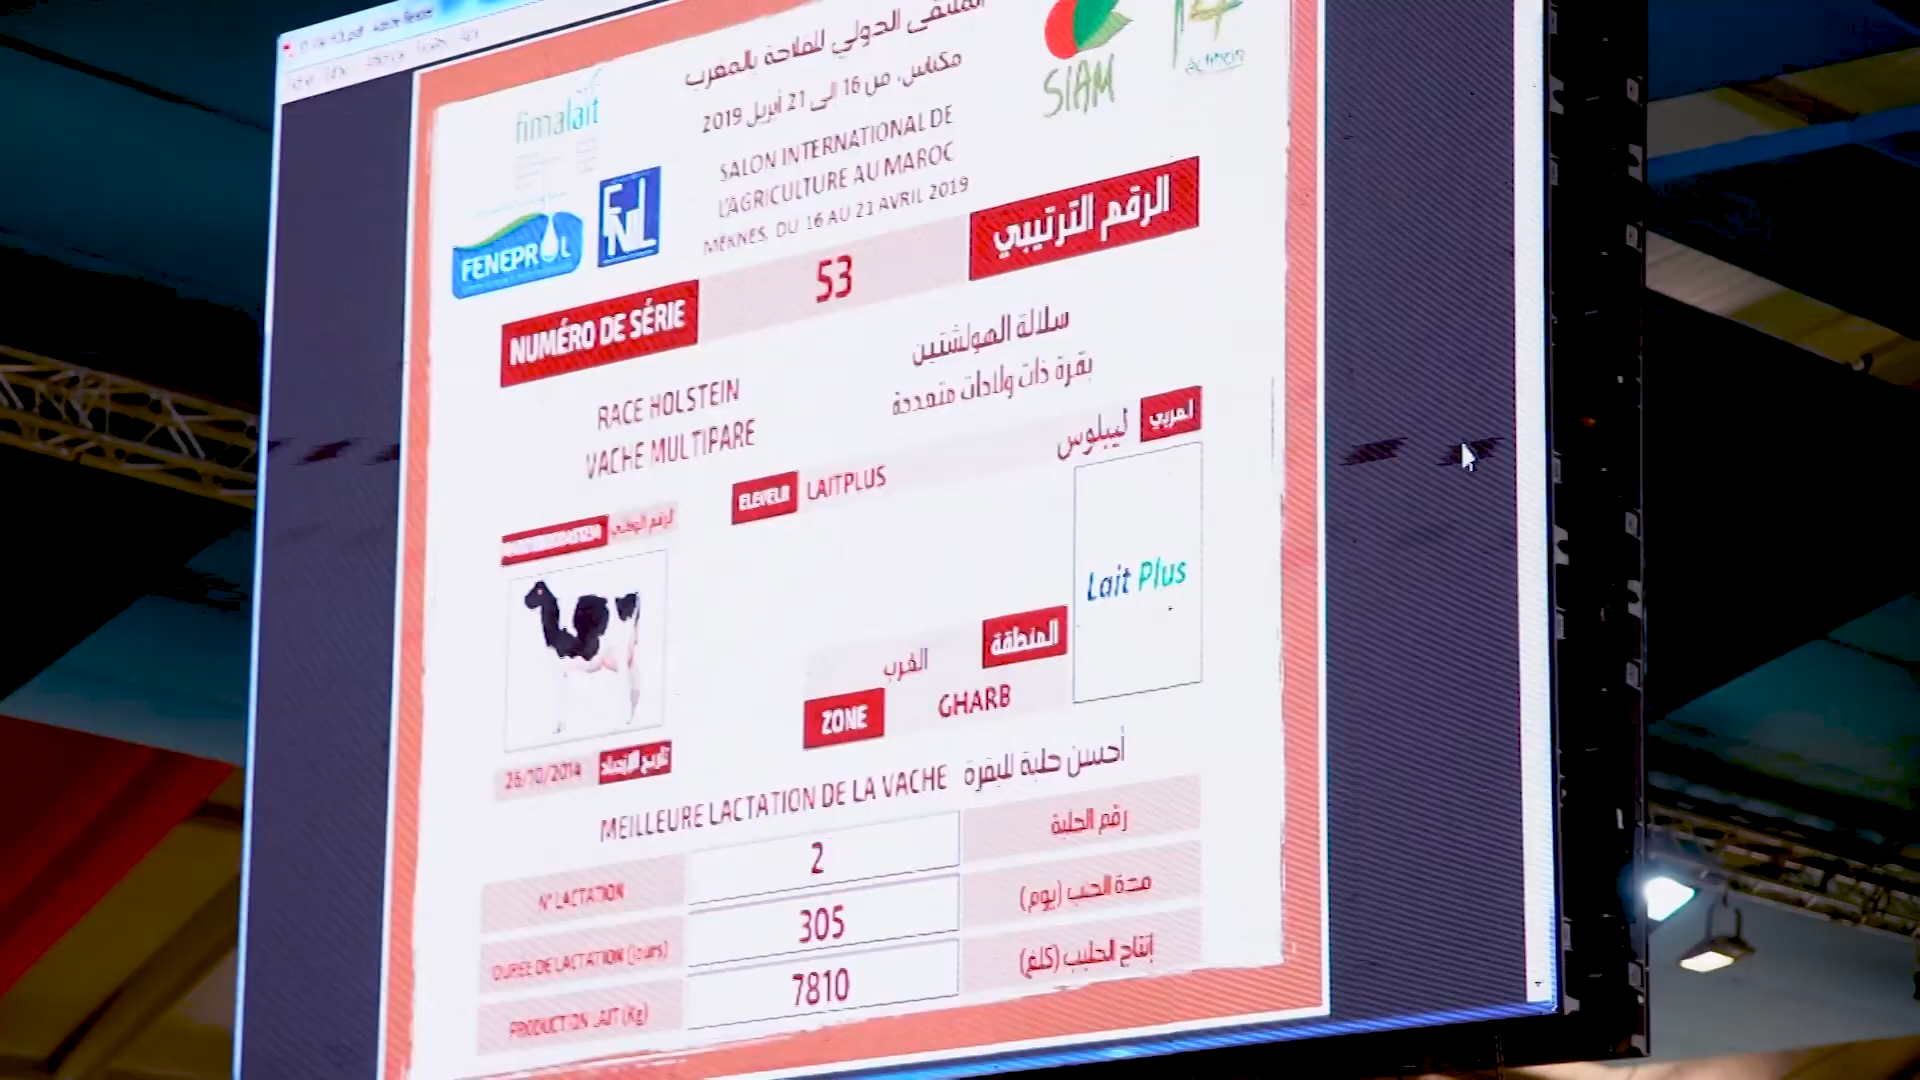 الملتقى الدولي للفلاحة بالمغرب
مكناس، من 16 الى 21 أبريل 2019
SALON INTERNATIONAL DE
L'AGRICULTURE AU MAROC
MEKNES, DU 16 AU 21 AVRIL 2019
fimalait
SIAM
FENEPROL
FNIL
NUMÉRO DE SÉRIE
53
الرقم الترتيبي
RACE HOLSTEIN
VACHE MULTIPARE
سلالة الهولشتين
بقرة ذات ولادات متعددة
المربي
ليبلوس
ELEVEUR LAITPLUS
الرقم الوطني
Lait Plus
المنطقة
الغرب
ZONE
GHARB
26/10/2014
تاريخ الازدياد
MEILLEURE LACTATION DE LA VACHE
أحسن حلبة للبقرة
N° LACTATION
2
رقم الحلبة
DURÉE DE LACTATION (jours)
305
مدة الحلب (يوم)
PRODUCTION LAIT (Kg)
7810
إنتاج الحليب (كلغ)